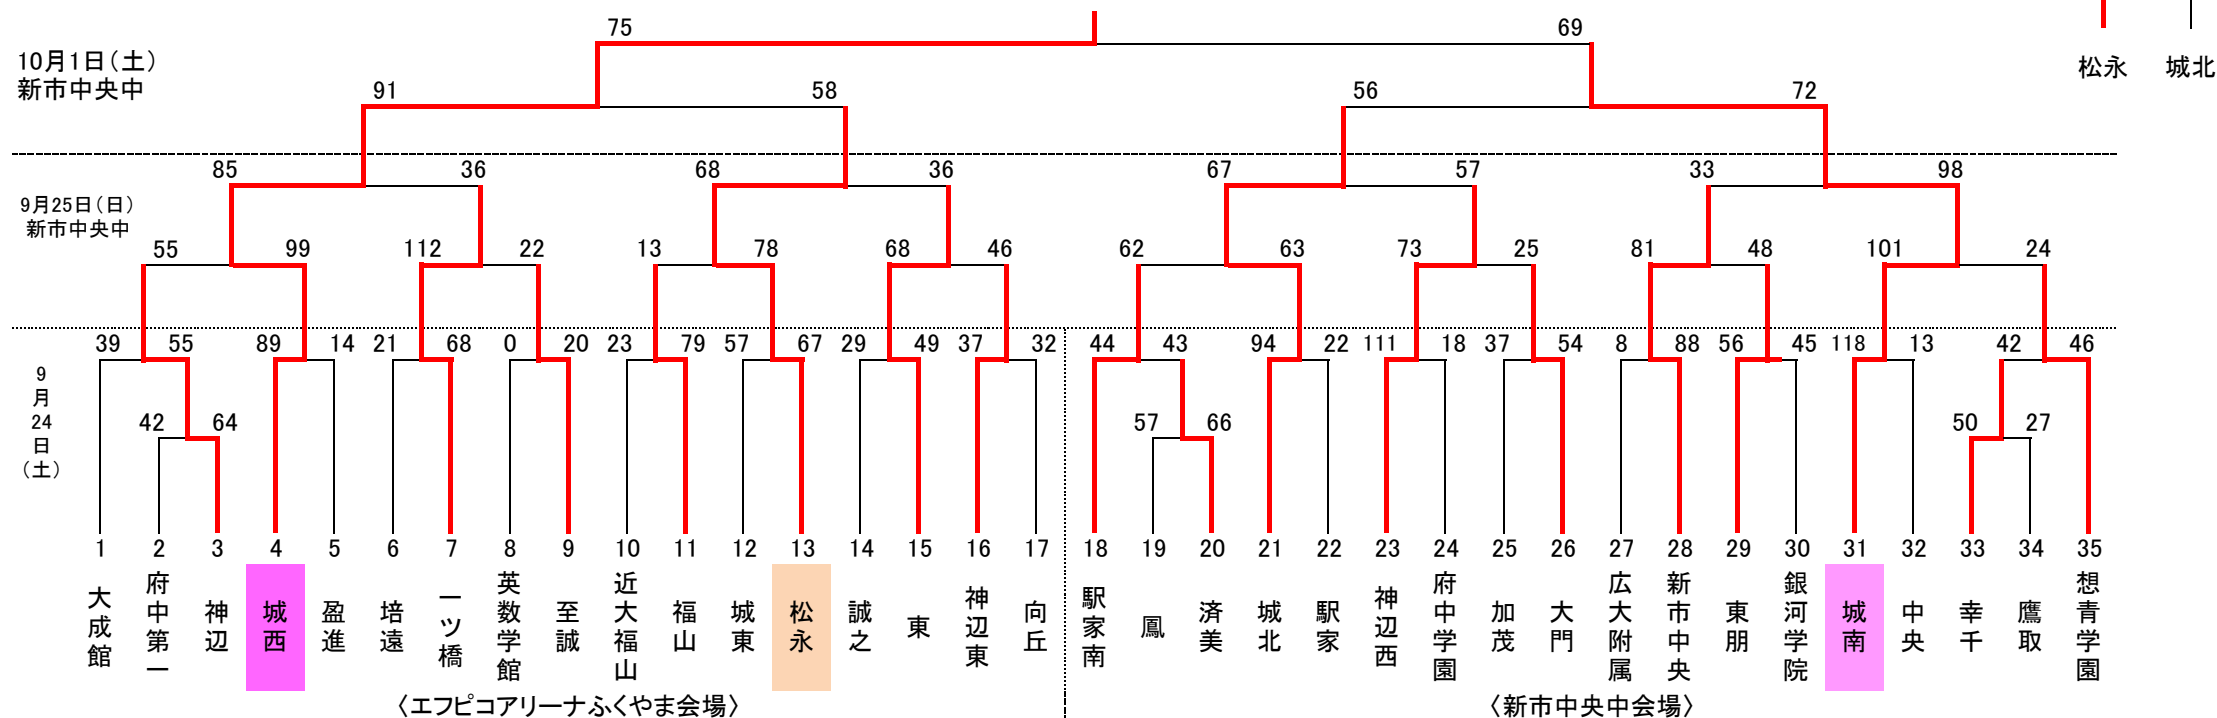 75 69
10月1日(土)
新市中央中
松永 城北
91 58 56 72
85 36 68 36 67 57 33 98
9月25日(日)
新市中央中
55 99 112 22 13 78 68 46 62 63 73 25 81 48 101 24
39 55 89 14 21 68 0 20 23 79 57 67 29 49 37 32 44 43 94 22 111 18 37 54 8 88 56 45 118 13 42 46
9月24日(土)
42 64 57 66 50 27
1 2 3 4 5 6 7 8 9 10 11 12 13 14 15 16 17 18 19 20 21 22 23 24 25 26 27 28 29 30 31 32 33 34 35
大成館
府中第一
神辺
城西
盈進
培遠
一ツ橋
英数学館
至誠
近大福山
福山
城東
松永
誠之
東
神辺東
向丘
駅家南
鳳
済美
城北
駅家
神辺西
府中学園
加茂
大門
広大附属
新市中央
東朋
銀河学院
城南
中央
幸千
鷹取
想青学園
〈エフピコアリーナふくやま会場〉
〈新市中央中会場〉